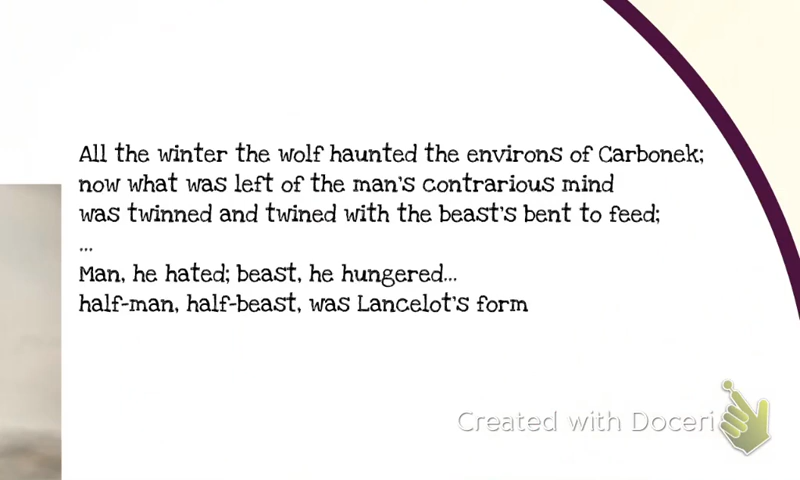 All the winter the wolf haunted the environs of Carbonek;
now what was left of the man's contrarious mind
was twinned and twined with the beast's bent to feed;
...
Man, he hated; beast, he hungered...
half-man, half-beast, was Lancelot's form
Created with Doceri